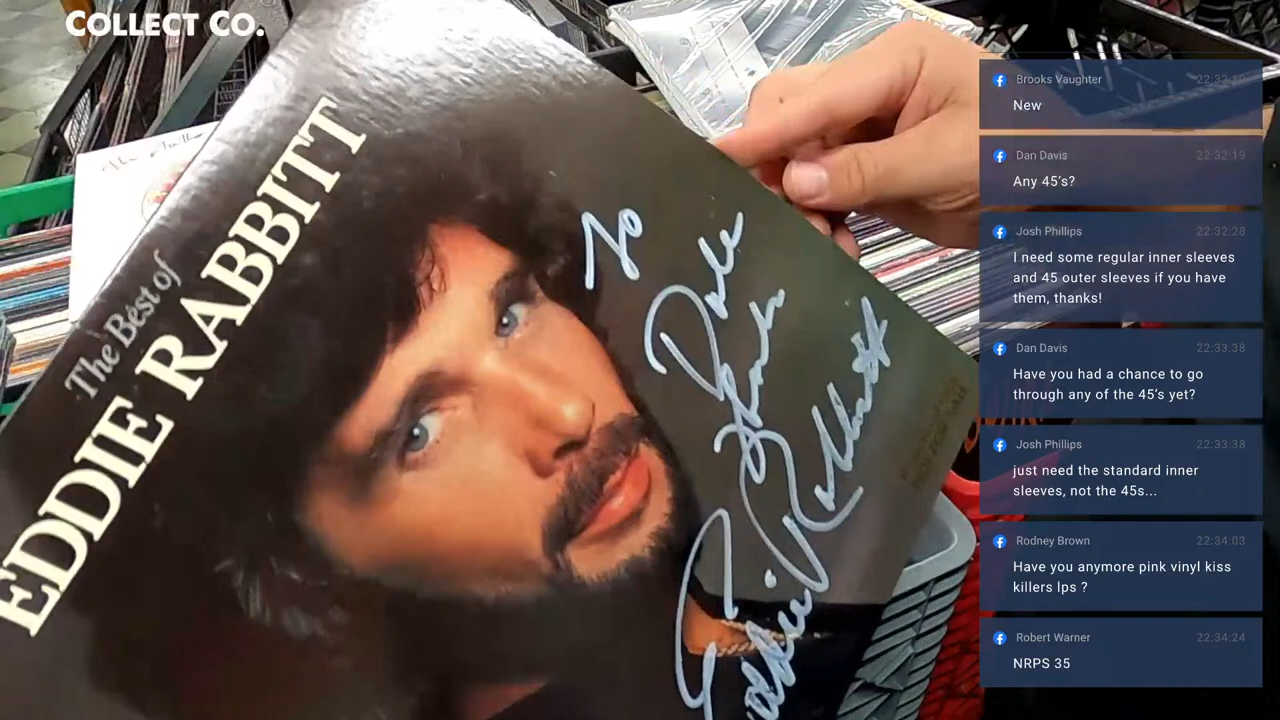 COLLECT CO.
The Best of
EDDIE RABBITT
To
Dale
Eddie Rabbitt
Brooks Vaughter 22:32:19
New
Dan Davis 22:32:19
Any 45's?
Josh Phillips 22:32:28
I need some regular inner sleeves
and 45 outer sleeves if you have
them, thanks!
Dan Davis 22:33:38
Have you had a chance to go
through any of the 45's yet?
Josh Phillips 22:33:38
just need the standard inner
sleeves, not the 45s...
Rodney Brown 22:34:03
Have you anymore pink vinyl kiss
killers lps ?
Robert Warner 22:34:24
NRPS 35